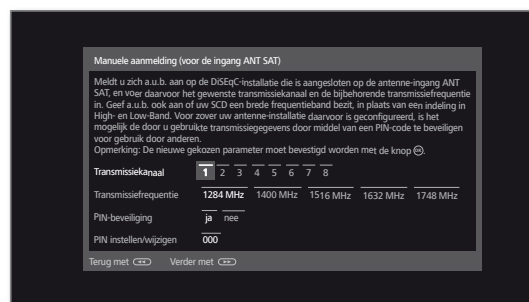 Manuele aanmelding (voor de ingang ANT SAT)
Meldt u zich a.u.b. aan op de DiSEqC-installatie die is aangesloten op de antenne-ingang ANT
SAT, en voer daarvoor het gewenste transmissiekanaal en de bijbehorende transmissiefrequentie
in. Geef a.u.b. ook aan of uw SCD een brede frequentieband bezit, in plaats van een indeling in
High- en Low-Band. Voor zover uw antenne-installatie daarvoor is geconfigureerd, is het
mogelijk de door u gebruikte transmissiegegevens door middel van een PIN-code te beveiligen
voor gebruik door anderen.
Opmerking: De nieuwe gekozen parameter moet bevestigd worden met de knop OK.
Transmissiekanaal 1 2 3 4 5 6 7 8
Transmissiefrequentie 1284 MHz 1400 MHz 1516 MHz 1632 MHz 1748 MHz
PIN-beveiliging ja nee
PIN instellen/wijzigen 000
Terug met Verder met